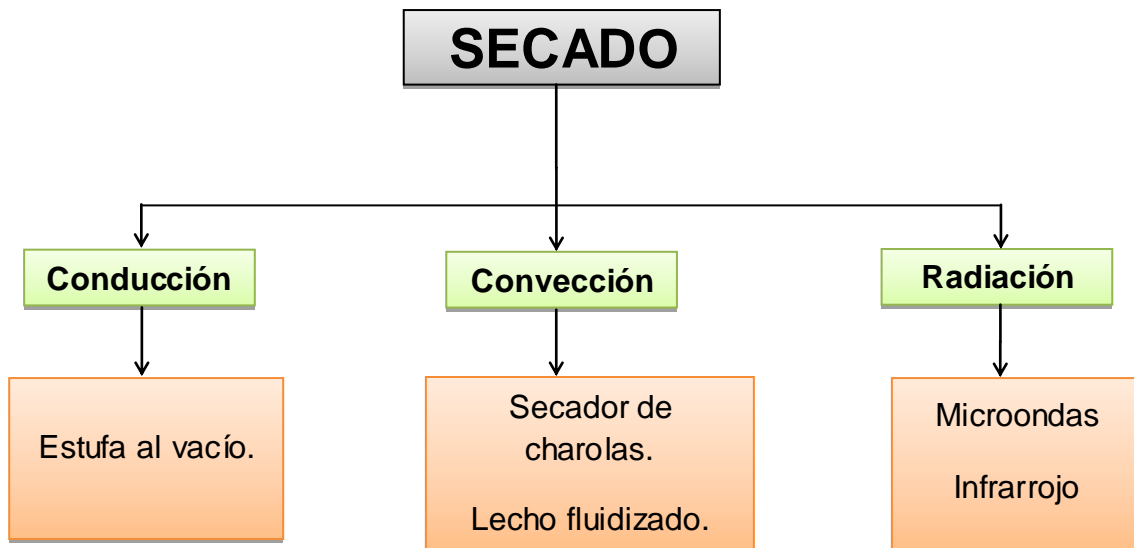 SECADO
Conducción
Convección
Radiación
Estufa al vacío.
Secador de
charolas.
Lecho fluidizado.
Microondas
Infrarrojo